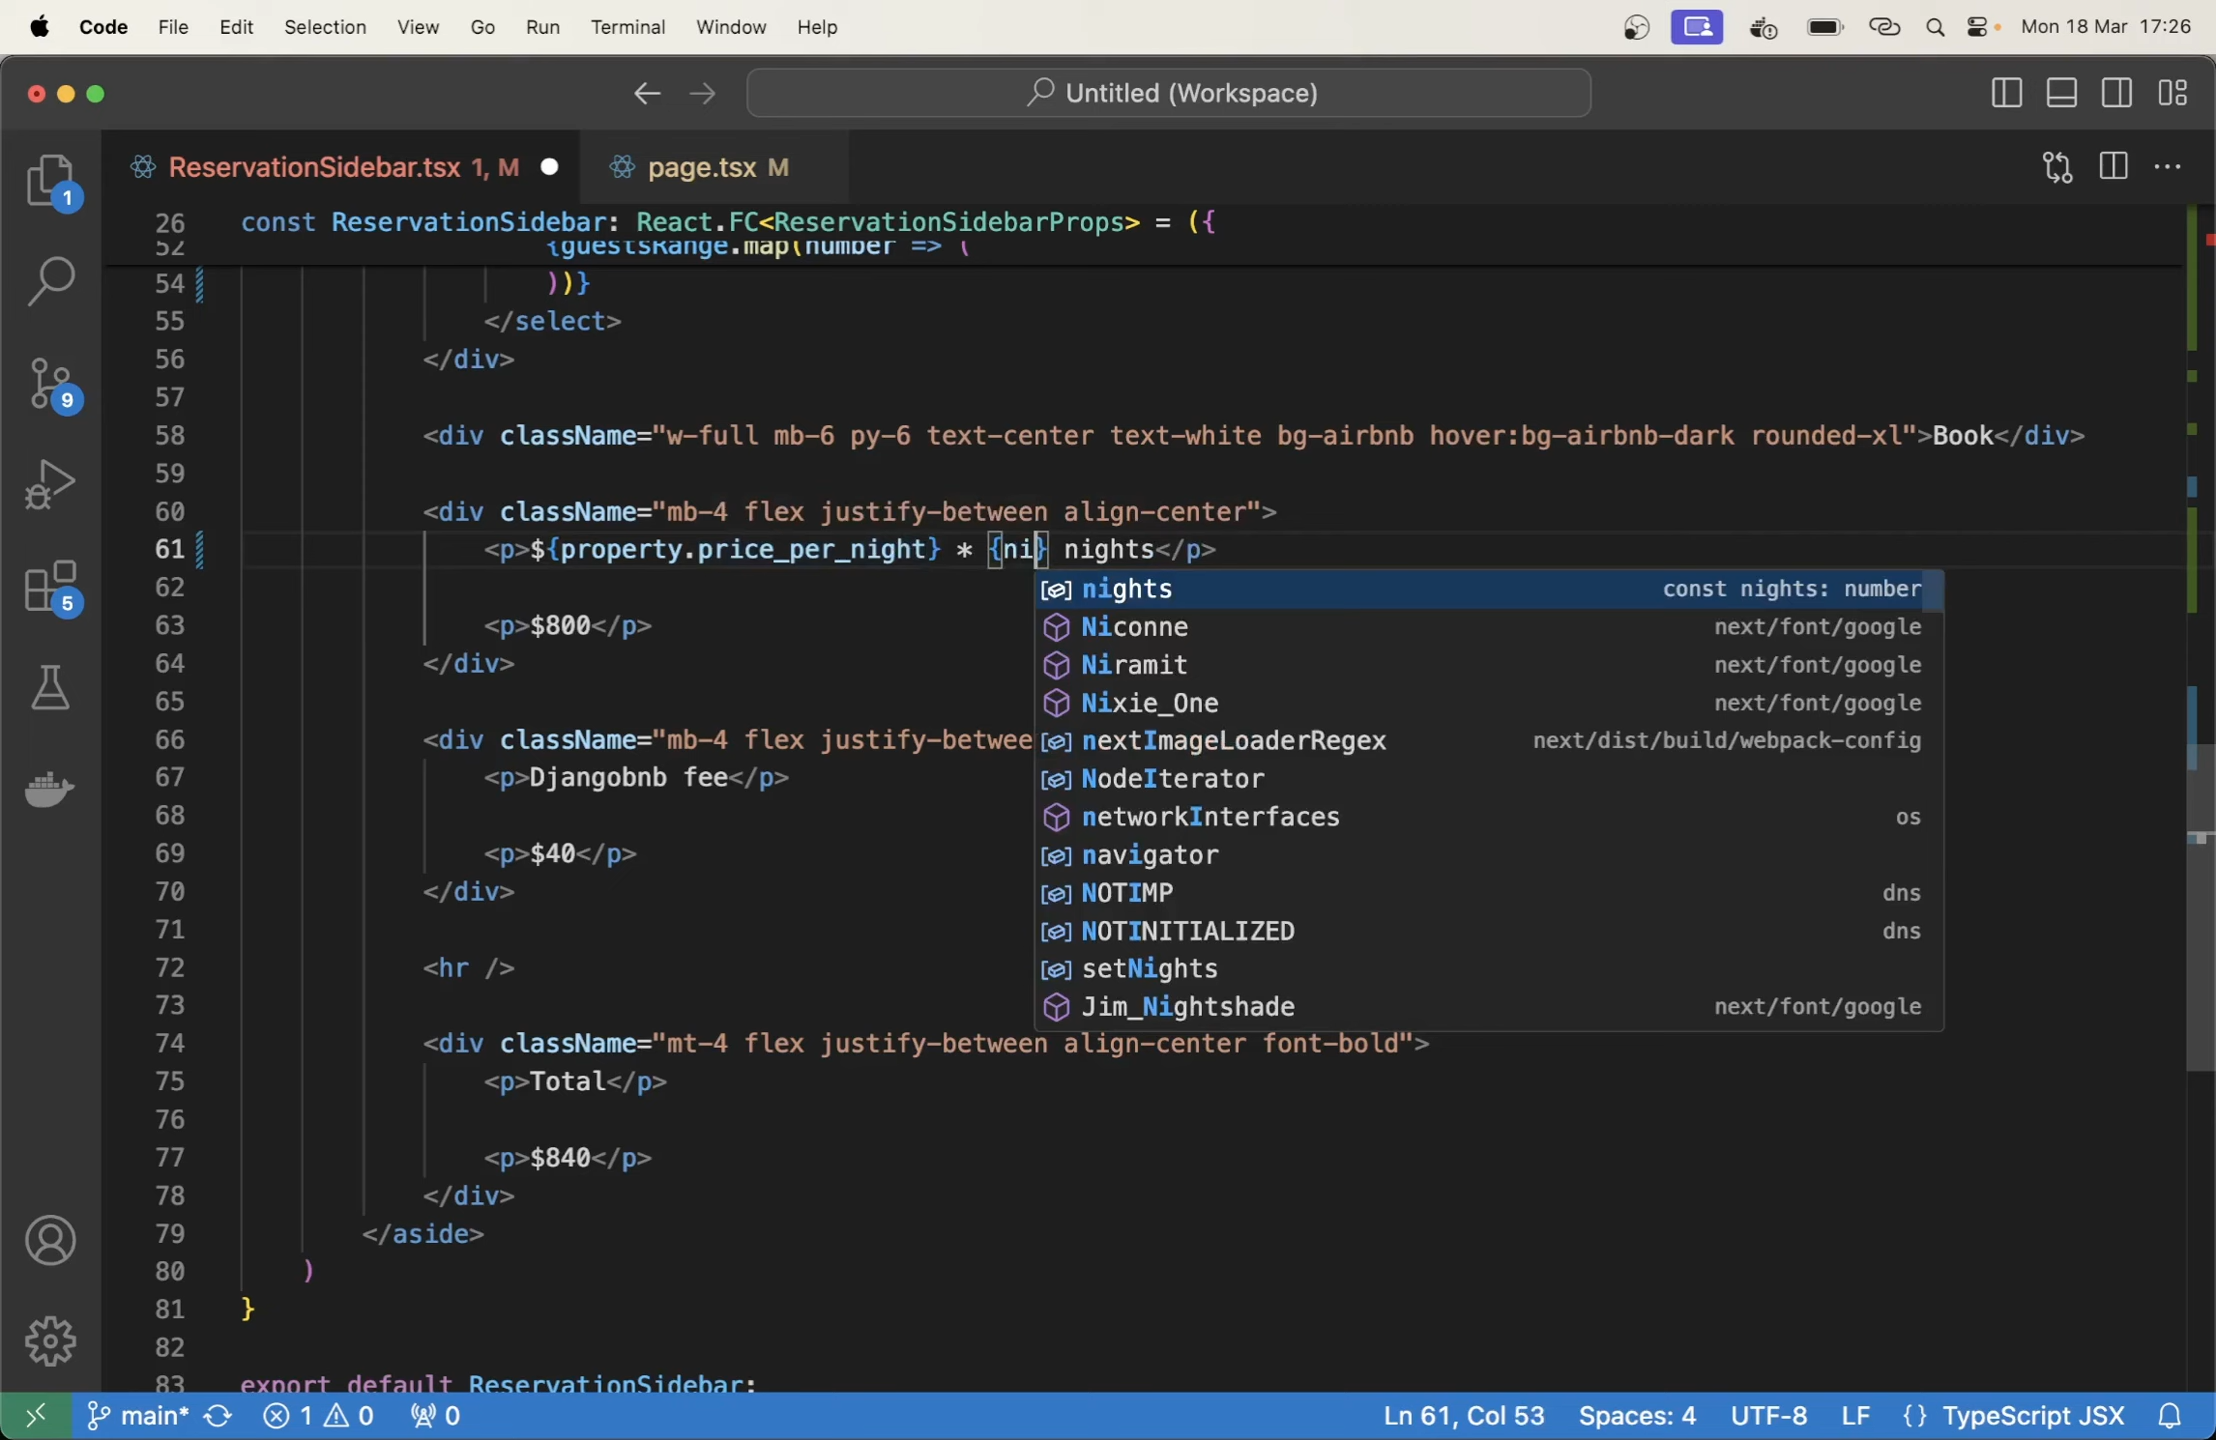 Code File Edit Selection View Go Run Terminal Window Help Mon 18 Mar 17:26
Untitled (Workspace)
ReservationSidebar.tsx 1, M page.tsx M
26 const ReservationSidebar: React.FC<ReservationSidebarProps> = ({
52 {guestsRange.map(number => (
54 ))}
55 </select>
56 </div>
57
58 <div className="w-full mb-6 py-6 text-center text-white bg-airbnb hover:bg-airbnb-dark rounded-xl">Book</div>
59
60 <div className="mb-4 flex justify-between align-center">
61 <p>${property.price_per_night} * {ni} nights</p>
62 nights const nights: number
Niconne next/font/google
63 <p>$800</p>
64 </div> Niramit next/font/google
65 Nixie_One next/font/google
66 <div className="mb-4 flex justify-betwee nextImageLoaderRegex next/dist/build/webpack-config
67 <p>Djangobnb fee</p> NodeIterator
68 networkInterfaces os
69 <p>$40</p> navigator
70 </div> NOTIMP dns
71 NOTINITIALIZED dns
72 <hr /> setNights
73 Jim_Nightshade next/font/google
74 <div className="mt-4 flex justify-between align-center font-bold">
75 <p>Total</p>
76
77 <p>$840</p>
78 </div>
79 </aside>
80 )
81 }
82
83 export default ReservationSidebar;
1
9
5
main* 1 0 0 Ln 61, Col 53 Spaces: 4 UTF-8 LF {} TypeScript JSX